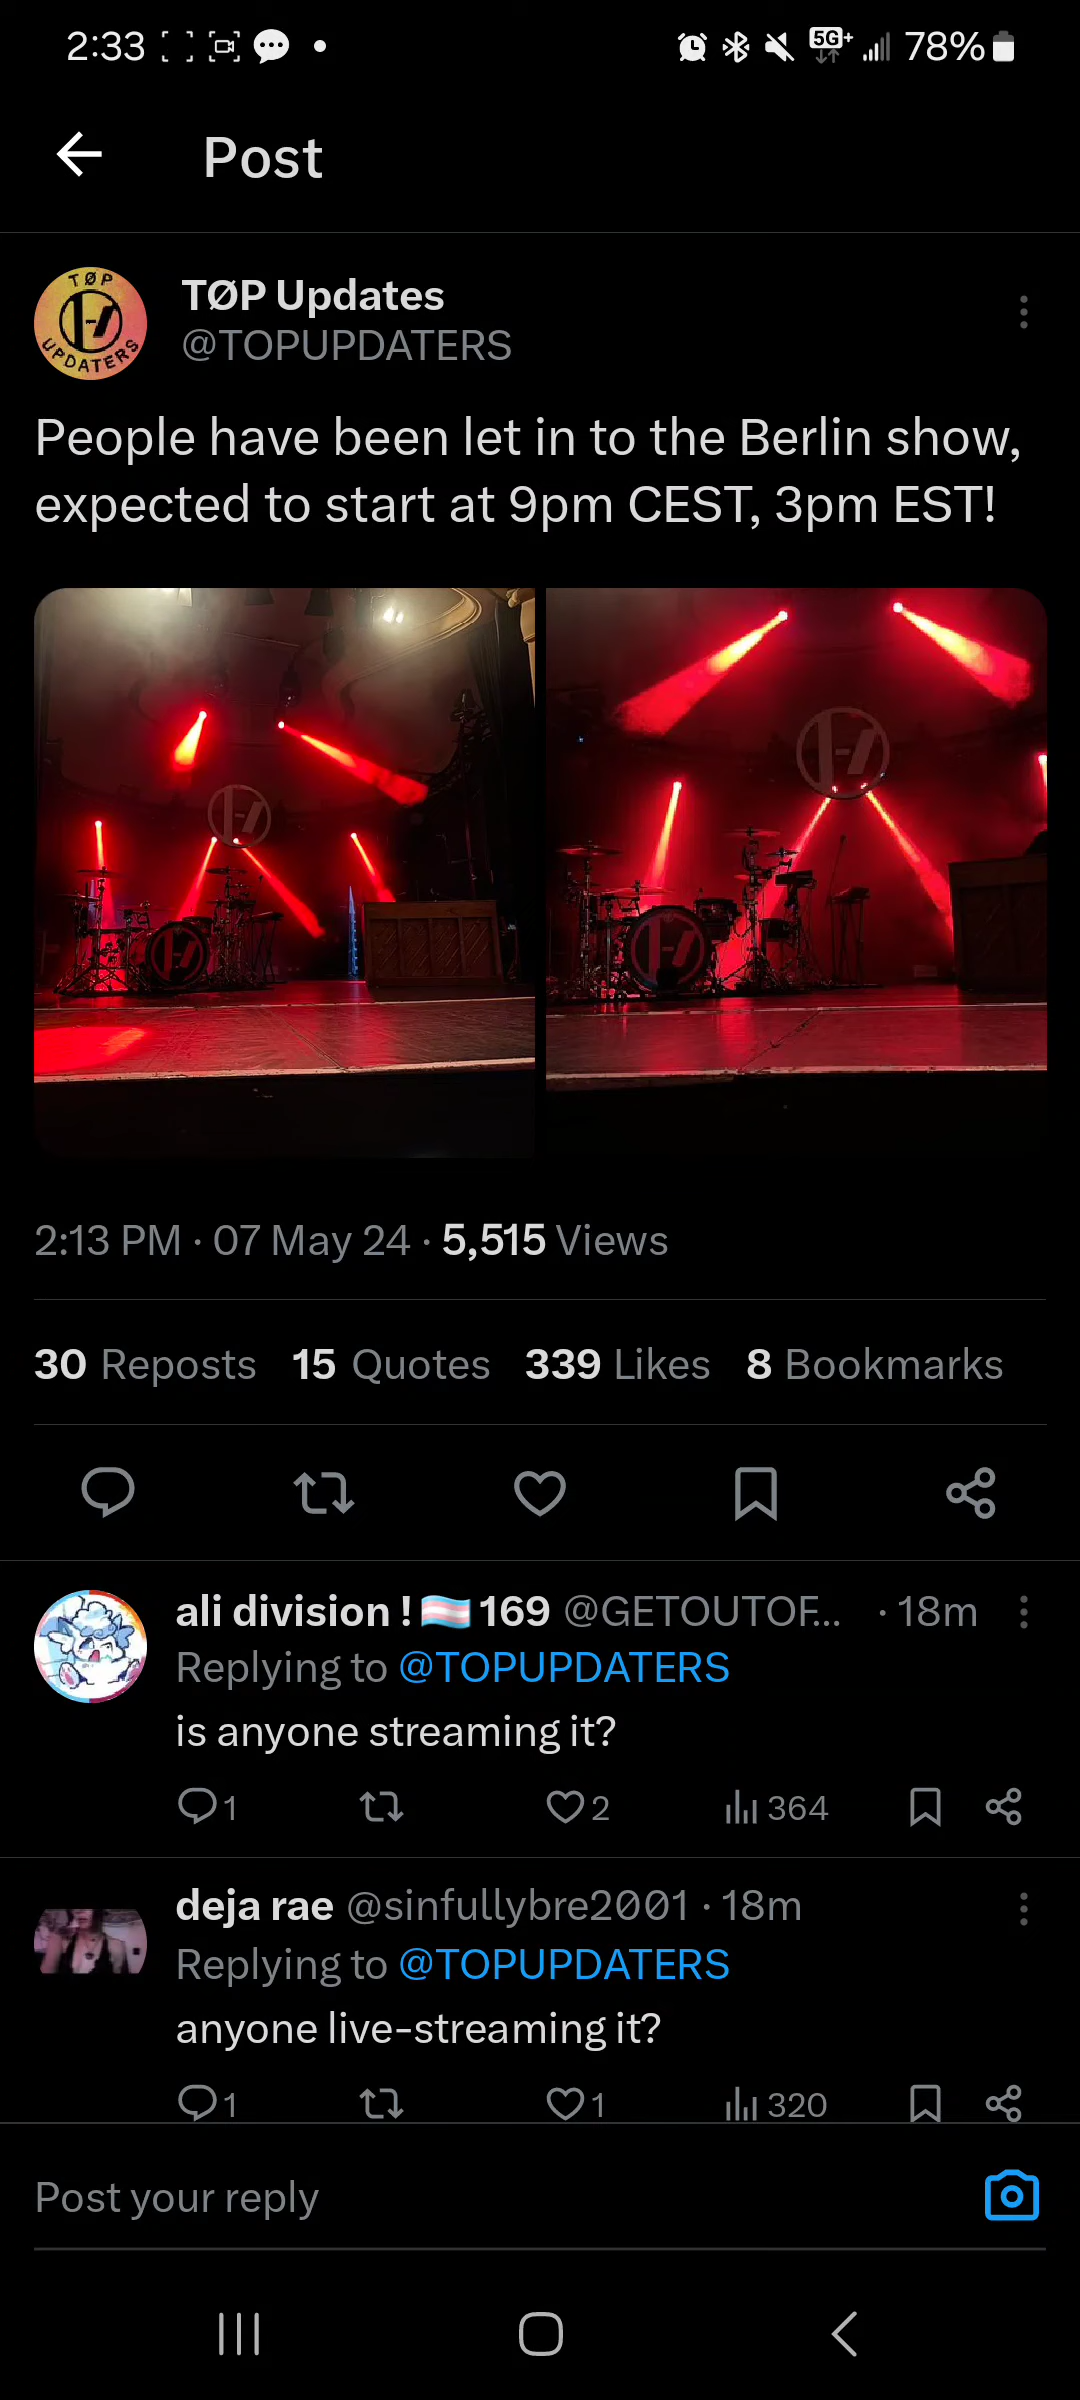 2:33 5G+ 78%
Post
TØP
UPDATERS
TØP Updates
@TOPUPDATERS
People have been let in to the Berlin show,
expected to start at 9pm CEST, 3pm EST!
2:13 PM · 07 May 24 · 5,515 Views
30 Reposts 15 Quotes 339 Likes 8 Bookmarks
ali division ! 🏳️‍⚧️ 169 @GETOUTOF... · 18m
Replying to @TOPUPDATERS
is anyone streaming it?
1 2 364
deja rae @sinfullybre2001 · 18m
Replying to @TOPUPDATERS
anyone live-streaming it?
1 1 320
Post your reply